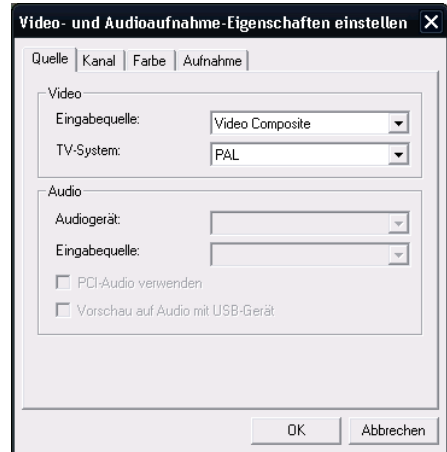 Video- und Audioaufnahme-Eigenschaften einstellen
Quelle Kanal Farbe Aufnahme
Video
Eingabequelle: Video Composite
TV-System: PAL
Audio
Audiogerät:
Eingabequelle:
PCI-Audio verwenden
Vorschau auf Audio mit USB-Gerät
OK Abbrechen